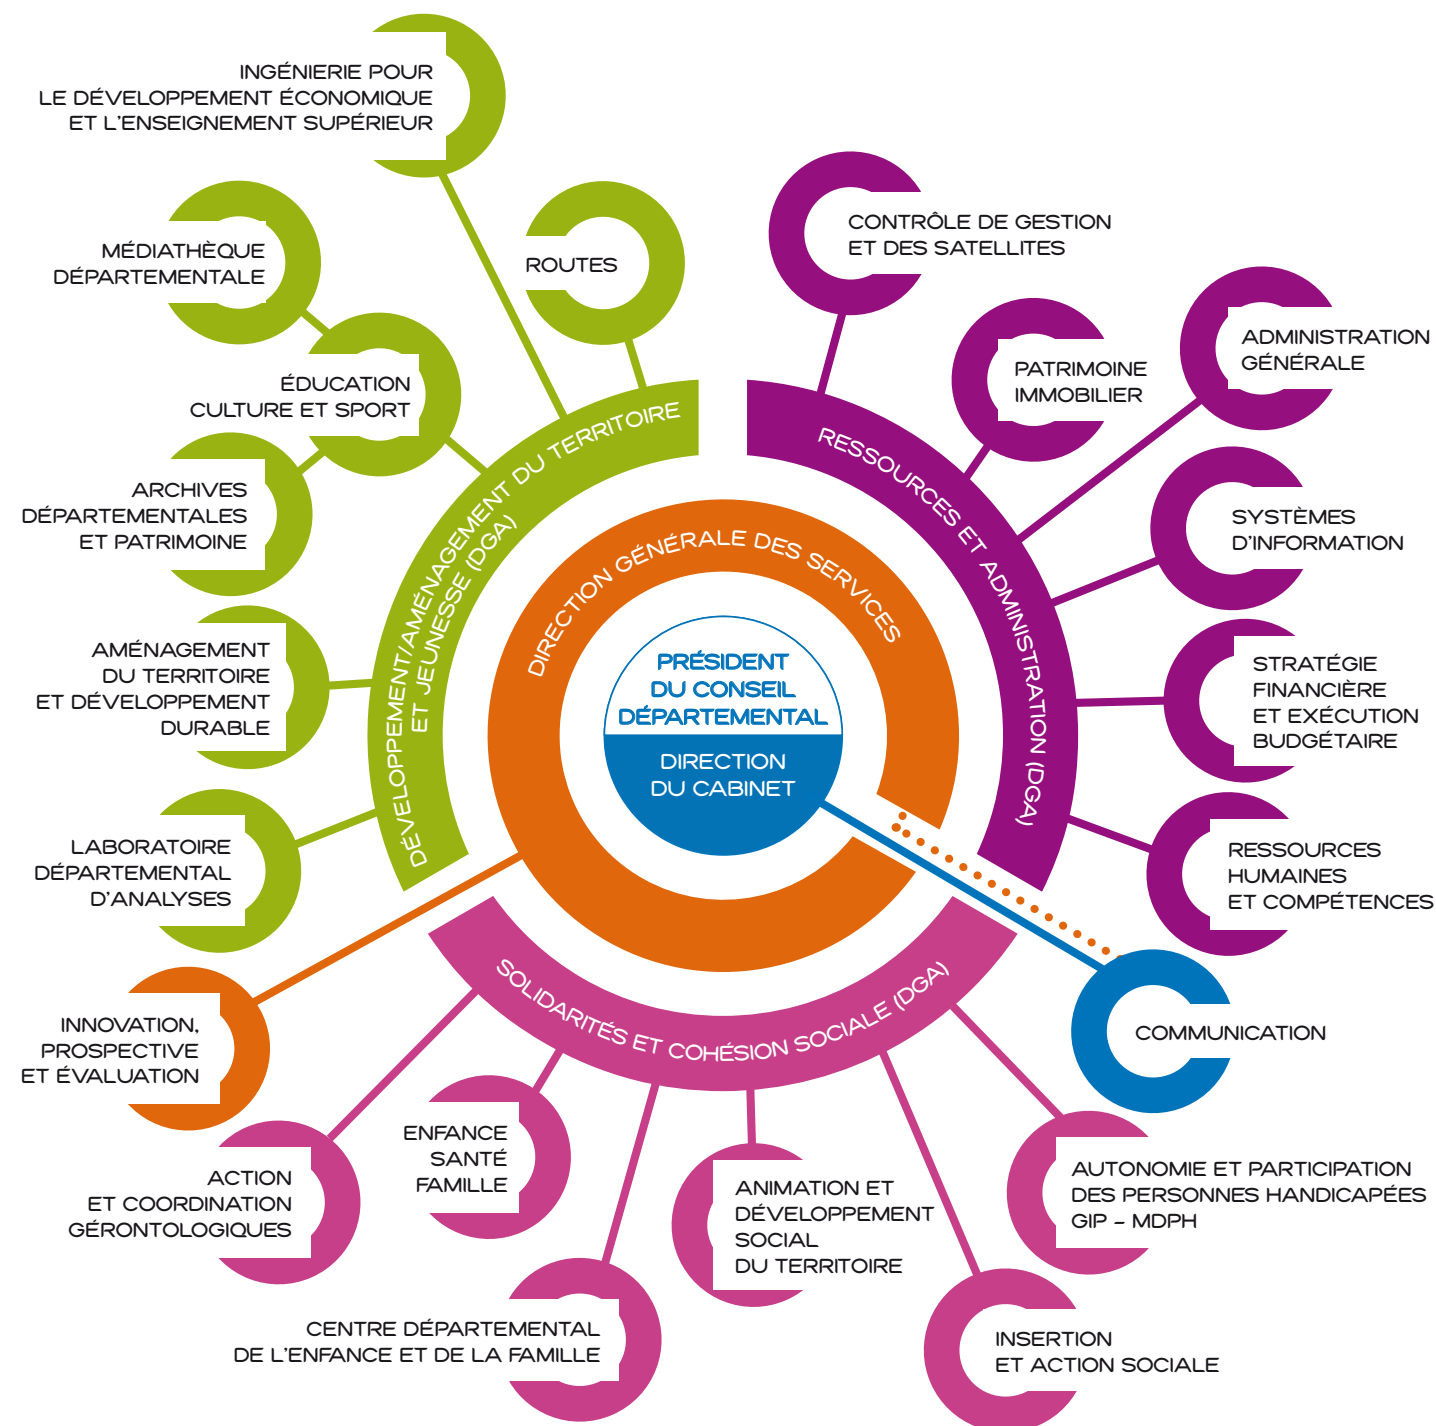 INGÉNIERIE POUR
LE DÉVELOPPEMENT ÉCONOMIQUE
ET L'ENSEIGNEMENT SUPÉRIEUR
MÉDIATHÈQUE
DÉPARTEMENTALE
ROUTES
ÉDUCATION
CULTURE ET SPORT
ARCHIVES
DÉPARTEMENTALES
ET PATRIMOINE
AMÉNAGEMENT
DU TERRITOIRE
ET DÉVELOPPEMENT
DURABLE
LABORATOIRE
DÉPARTEMENTAL
D'ANALYSES
DÉVELOPPEMENT/AMÉNAGEMENT DU TERRITOIRE
ET JEUNESSE (DGA)
CONTRÔLE DE GESTION
ET DES SATELLITES
PATRIMOINE
IMMOBILIER
ADMINISTRATION
GÉNÉRALE
SYSTÈMES
D'INFORMATION
STRATÉGIE
FINANCIÈRE
ET EXÉCUTION
BUDGÉTAIRE
RESSOURCES
HUMAINES
ET COMPÉTENCES
RESSOURCES ET ADMINISTRATION (DGA)
DIRECTION GÉNÉRALE DES SERVICES
PRÉSIDENT
DU CONSEIL
DÉPARTEMENTAL
DIRECTION
DU CABINET
INNOVATION,
PROSPECTIVE
ET ÉVALUATION
COMMUNICATION
SOLIDARITÉS ET COHÉSION SOCIALE (DGA)
ACTION
ET COORDINATION
GÉRONTOLOGIQUES
ENFANCE
SANTÉ
FAMILLE
CENTRE DÉPARTEMENTAL
DE L'ENFANCE ET DE LA FAMILLE
ANIMATION ET
DÉVELOPPEMENT
SOCIAL
DU TERRITOIRE
INSERTION
ET ACTION SOCIALE
AUTONOMIE ET PARTICIPATION
DES PERSONNES HANDICAPÉES
GIP - MDPH